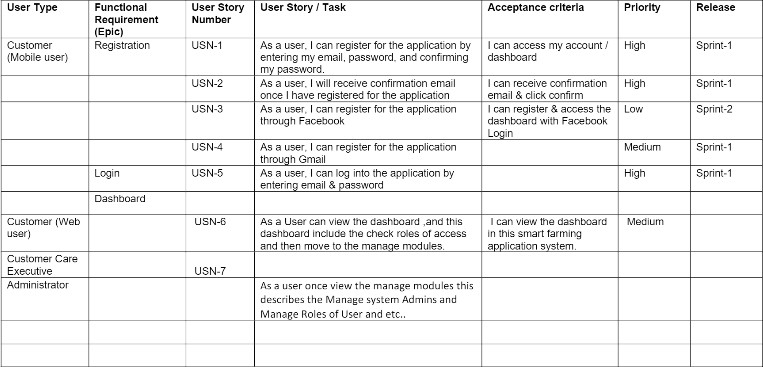 User Type Functional Requirement (Epic) User Story Number User Story / Task Acceptance criteria Priority Release
Customer (Mobile user) Registration USN-1 As a user, I can register for the application by entering my email, password, and confirming my password. I can access my account / dashboard High Sprint-1
USN-2 As a user, I will receive confirmation email once I have registered for the application I can receive confirmation email & click confirm High Sprint-1
USN-3 As a user, I can register for the application through Facebook I can register & access the dashboard with Facebook Login Low Sprint-2
USN-4 As a user, I can register for the application through Gmail Medium Sprint-1
Login USN-5 As a user, I can log into the application by entering email & password High Sprint-1
Dashboard
Customer (Web user) USN-6 As a User can view the dashboard ,and this dashboard include the check roles of access and then move to the manage modules. I can view the dashboard in this smart farming application system. Medium
Customer Care Executive USN-7
Administrator As a user once view the manage modules this describes the Manage system Admins and Manage Roles of User and etc..